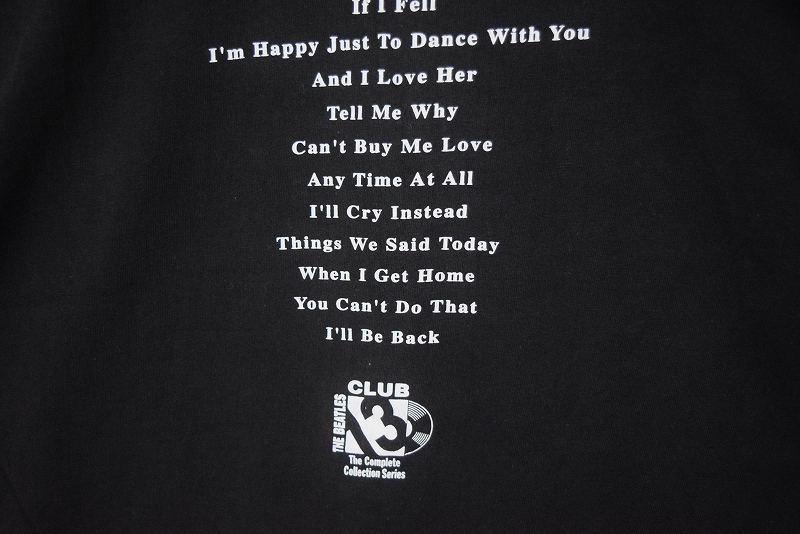 If I Fell
I'm Happy Just To Dance With You
And I Love Her
Tell Me Why
Can't Buy Me Love
Any Time At All
I'll Cry Instead
Things We Said Today
When I Get Home
You Can't Do That
I'll Be Back
CLUB
THE BEATLES
13
The Complete
Collection Series